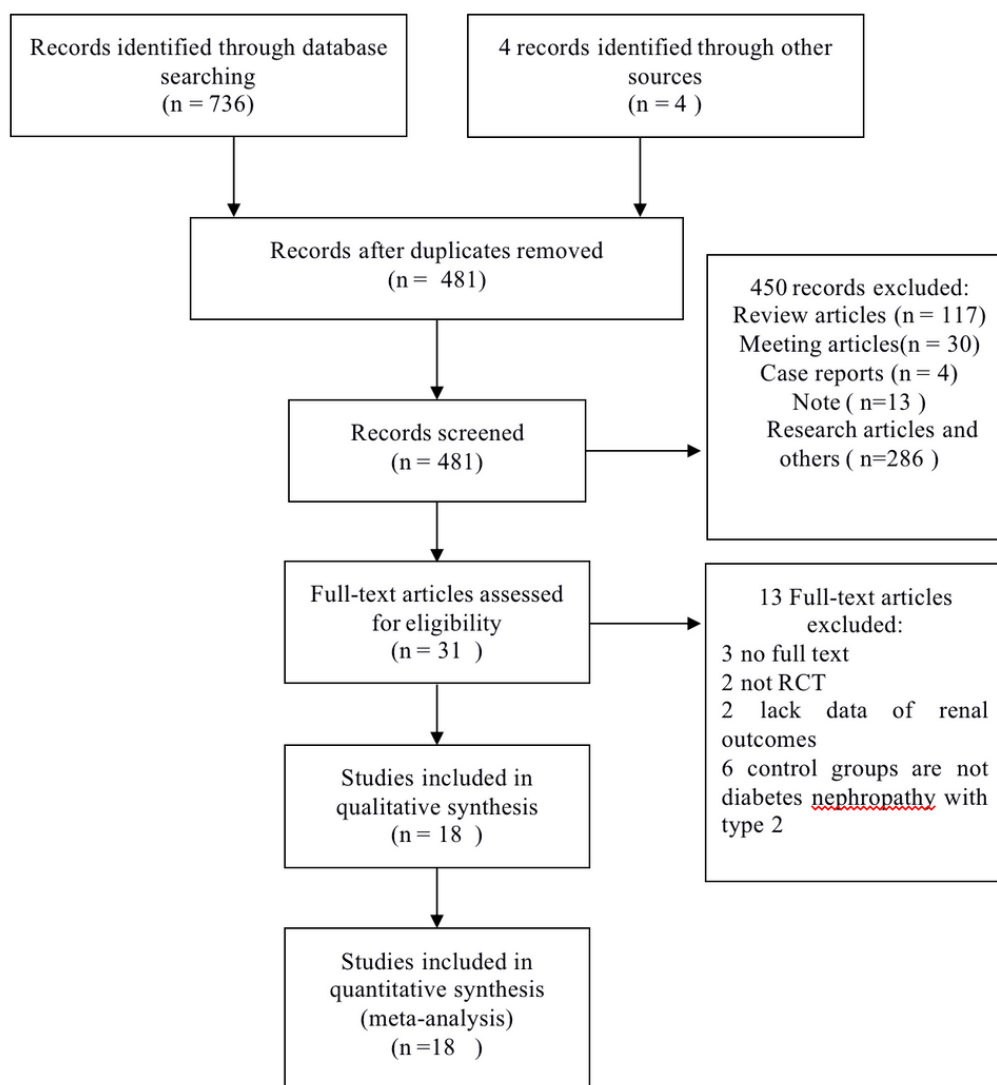 Records identified through database
searching
(n = 736)
4 records identified through other
sources
(n = 4 )
Records after duplicates removed
(n = 481)
450 records excluded:
Review articles (n = 117)
Meeting articles(n = 30)
Case reports (n = 4)
Note ( n=13 )
Research articles and
others ( n=286 )
Records screened
(n = 481)
Full-text articles assessed
for eligibility
(n = 31 )
13 Full-text articles
excluded:
3 no full text
2 not RCT
2 lack data of renal
outcomes
6 control groups are not
diabetes nephropathy with
type 2
Studies included in
qualitative synthesis
(n = 18 )
Studies included in
quantitative synthesis
(meta-analysis)
(n =18 )